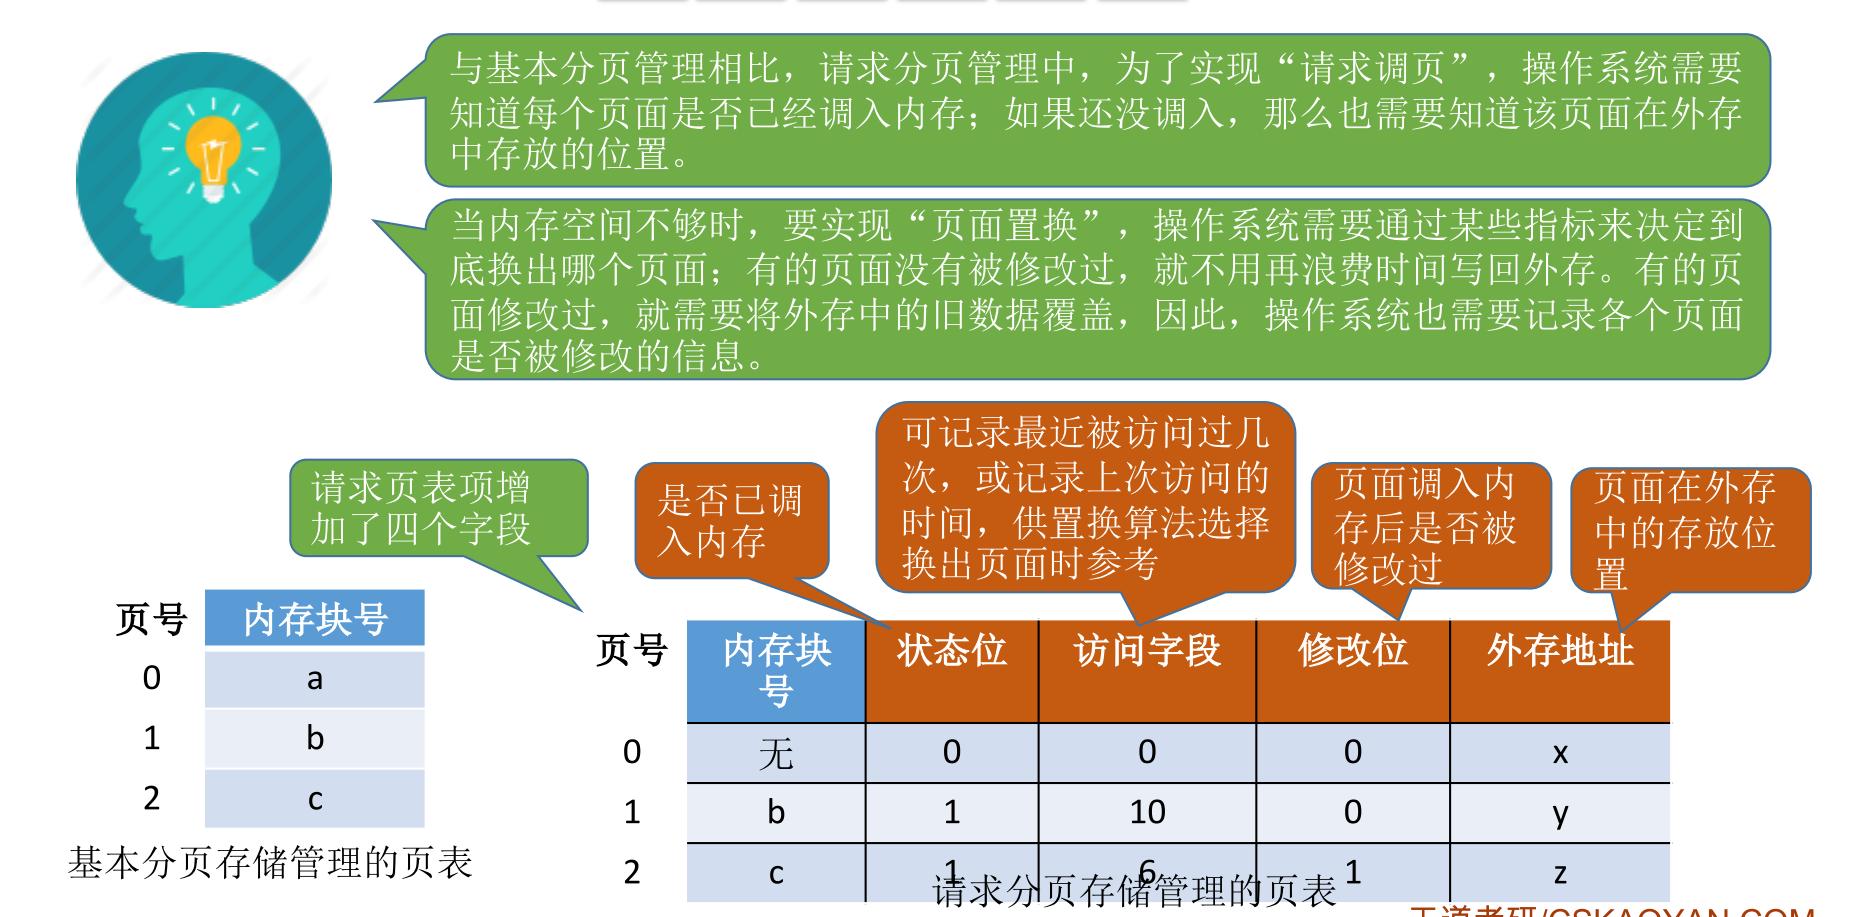 与基本分页管理相比，请求分页管理中，为了实现“请求调页”，操作系统需要
知道每个页面是否已经调入内存；如果还没调入，那么也需要知道该页面在外存
中存放的位置。
当内存空间不够时，要实现“页面置换”，操作系统需要通过某些指标来决定到
底换出哪个页面；有的页面没有被修改过，就不用再浪费时间写回外存。有的页
面修改过，就需要将外存中的旧数据覆盖，因此，操作系统也需要记录各个页面
是否被修改的信息。
请求页表项增
加了四个字段
是否已调
入内存
可记录最近被访问过几
次，或记录上次访问的
时间，供置换算法选择
换出页面时参考
页面调入内
存后是否被
修改过
页面在外存
中的存放位
置
页号 内存块号
0 a
1 b
2 c
基本分页存储管理的页表
页号 内存块 状态位 访问字段 修改位 外存地址
号
0 无 0 0 0 x
1 b 1 10 0 y
2 c 1 6 1 z
请求分页存储管理的页表
王道考研/CSKAOYAN.COM